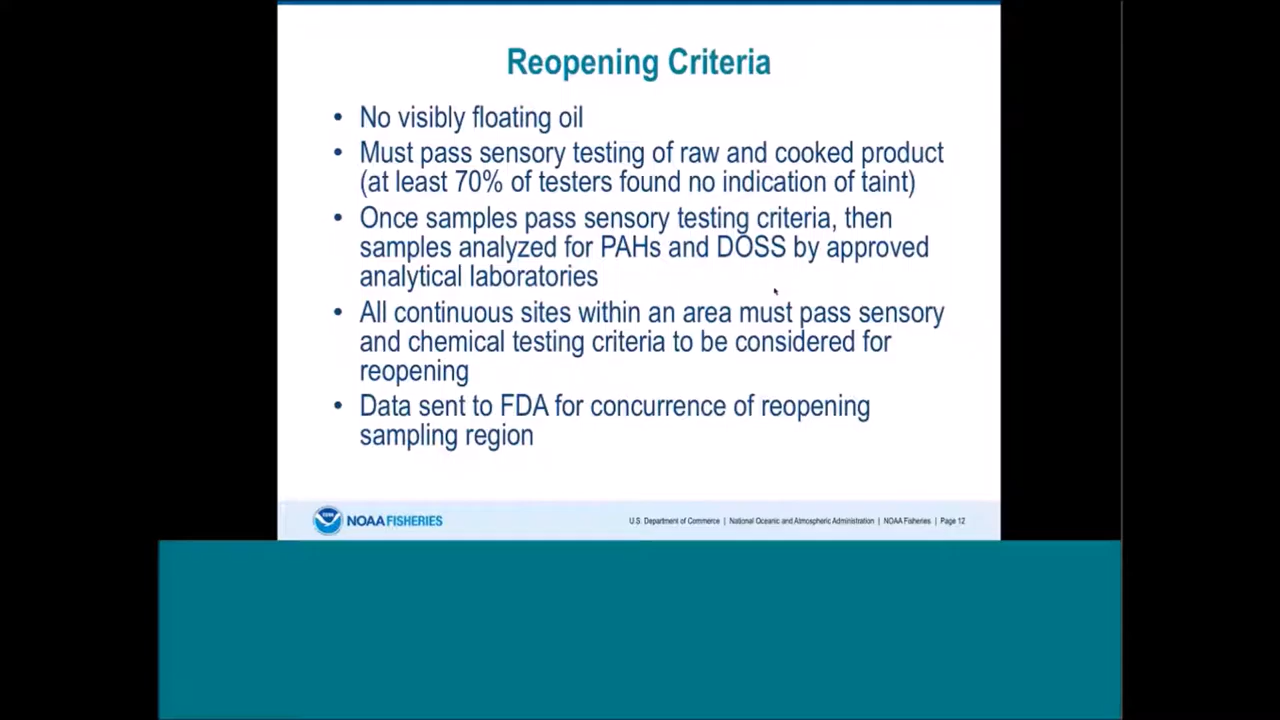 Reopening Criteria
• No visibly floating oil
• Must pass sensory testing of raw and cooked product
(at least 70% of testers found no indication of taint)
• Once samples pass sensory testing criteria, then
samples analyzed for PAHs and DOSS by approved
analytical laboratories
• All continuous sites within an area must pass sensory
and chemical testing criteria to be considered for
reopening
• Data sent to FDA for concurrence of reopening
sampling region
NOAA FISHERIES
U.S. Department of Commerce | National Oceanic and Atmospheric Administration | NOAA Fisheries | Page 12